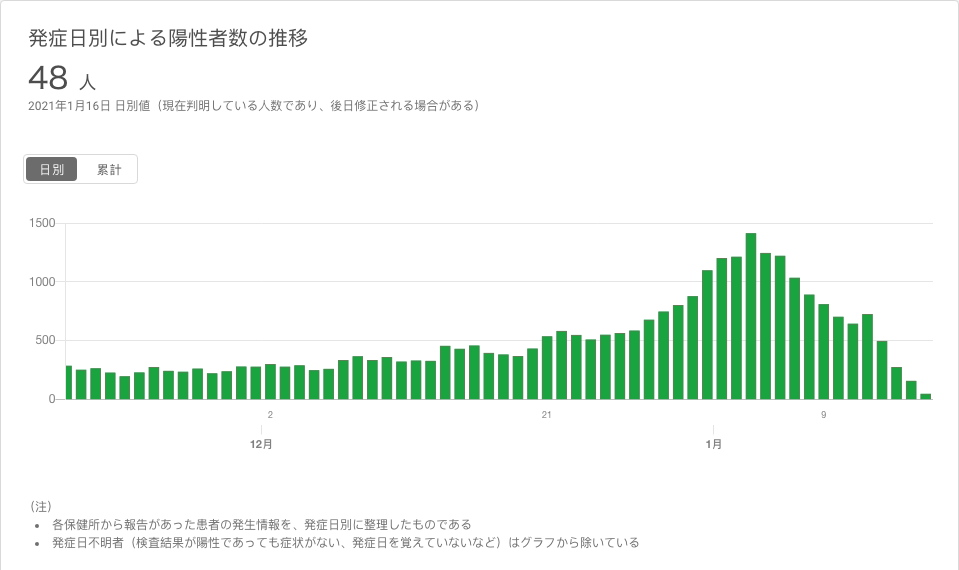 発症日別による陽性者数の推移
48 人
2021年1月16日 日別値（現在判明している人数であり、後日修正される場合がある）
日別 累計
1500
1000
500
0
2 21 9
12月 1月
（注）
• 各保健所から報告があった患者の発生情報を、発症日別に整理したものである
• 発症日不明者（検査結果が陽性であっても症状がない、発症日を覚えていないなど）はグラフから除いている